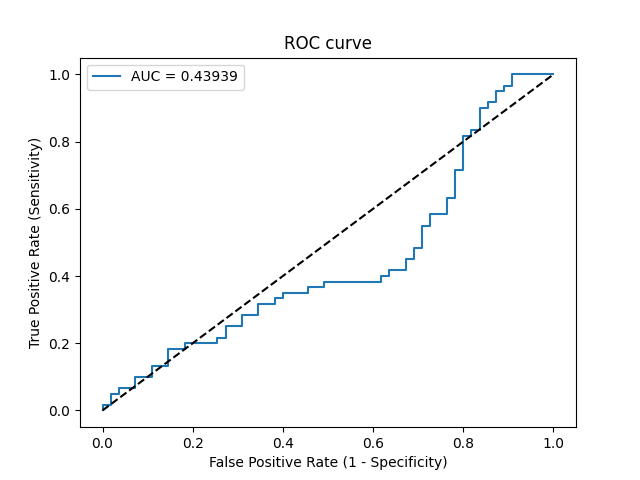 ROC curve
AUC = 0.43939
True Positive Rate (Sensitivity)
1.0
0.8
0.6
0.4
0.2
0.0
0.0 0.2 0.4 0.6 0.8 1.0
False Positive Rate (1 - Specificity)